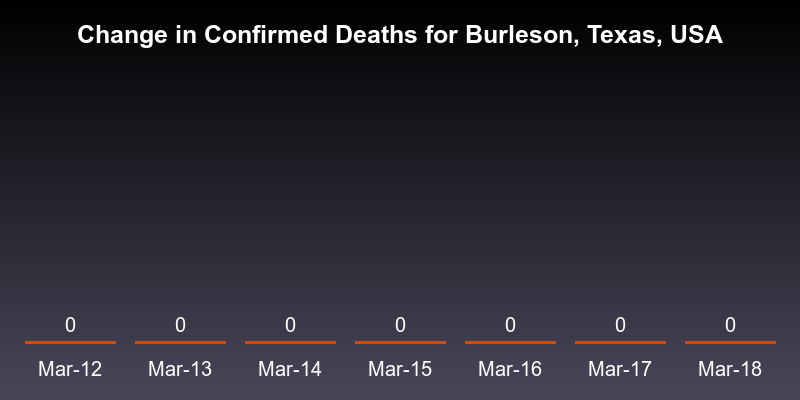 Change in Confirmed Deaths for Burleson, Texas, USA
0 0 0 0 0 0 0
Mar-12 Mar-13 Mar-14 Mar-15 Mar-16 Mar-17 Mar-18